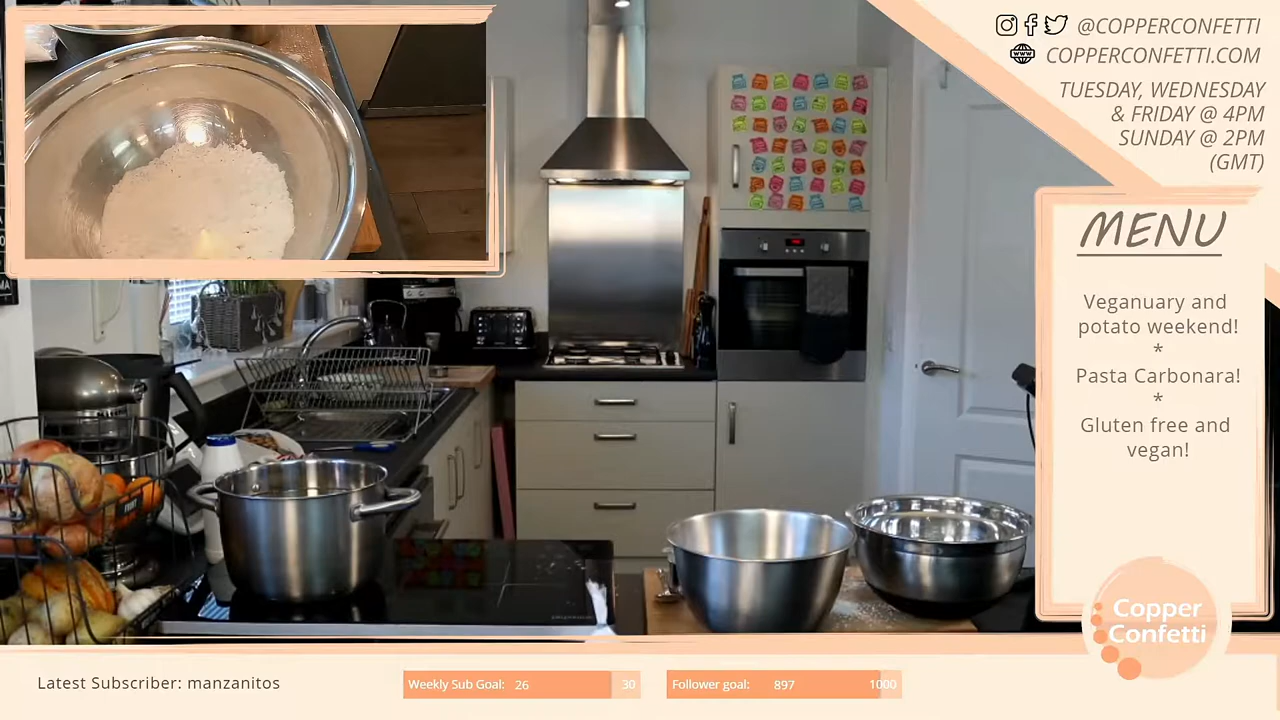 @COPPERCONFETTI
COPPERCONFETTI.COM
TUESDAY, WEDNESDAY
& FRIDAY @ 4PM
SUNDAY @ 2PM
(GMT)
MENU
Veganuary and
potato weekend!
*
Pasta Carbonara!
*
Gluten free and
vegan!
Copper
Confetti
Latest Subscriber: manzanitos
Weekly Sub Goal: 26 30
Follower goal: 897 1000